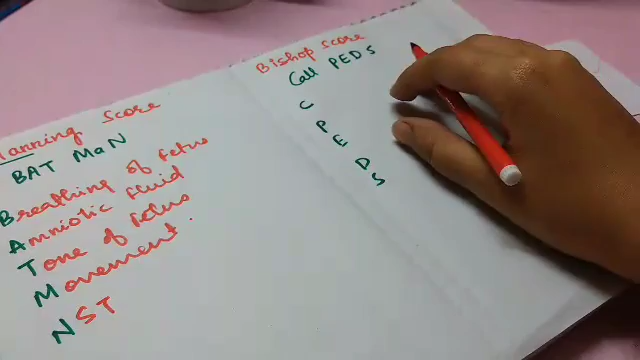 Manning Score
BAT MaN
Breathing of fetus
Amniotic fluid
Tone of fetus
Movement.
NST
Bishop score
Call PEDS
C
P
E
D
S